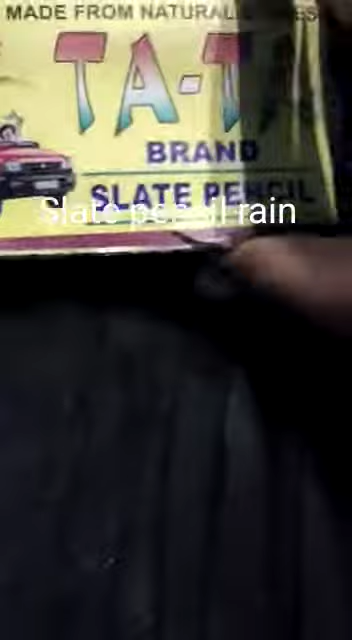 MADE FROM NATURAL
TA-T
BRAND
SLATE PENCIL
Slate pencil rain